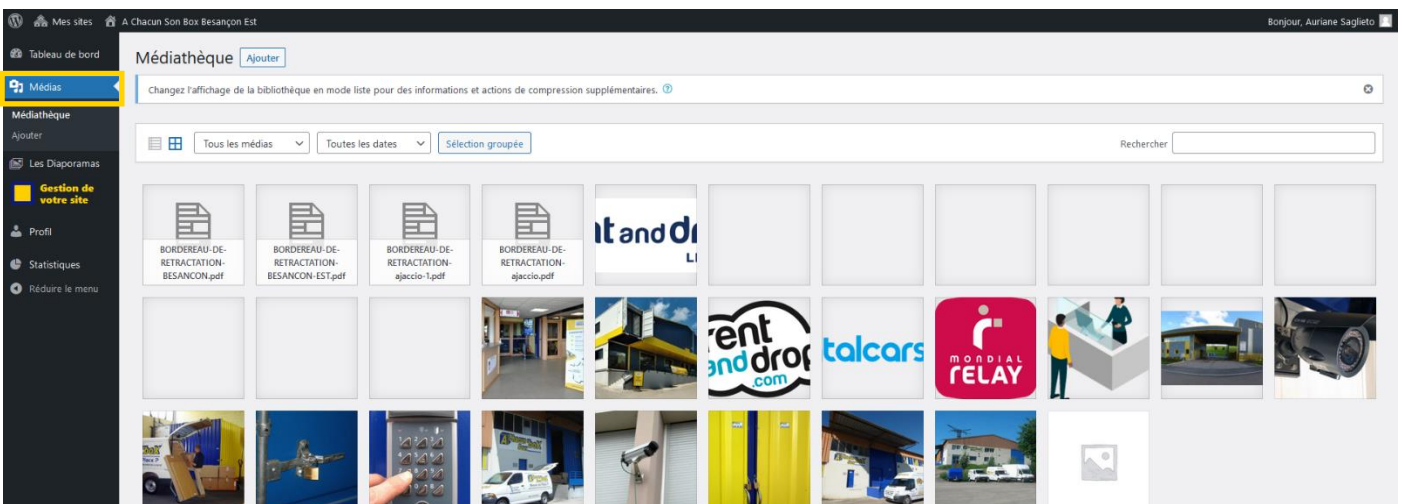 Mes sites A Chacun Son Box Besançon Est Bonjour, Auriane Saglieto
Tableau de bord
Médias
Médiathèque
Ajouter
Les Diaporamas
Gestion de
votre site
Profil
Statistiques
Réduire le menu
Médiathèque Ajouter
Changez l'affichage de la bibliothèque en mode liste pour des informations et actions de compression supplémentaires.
Tous les médias Toutes les dates Sélection groupée Rechercher
BORDEREAU-DE-
RETRACTATION-
BESANCON.pdf
BORDEREAU-DE-
RETRACTATION-
BESANCON-EST.pdf
BORDEREAU-DE-
RETRACTATION-
ajaccio-1.pdf
BORDEREAU-DE-
RETRACTATION-
ajaccio.pdf
nt and dr
LI
rent
and drop
.com
talcars
MONDIAL
RELAY